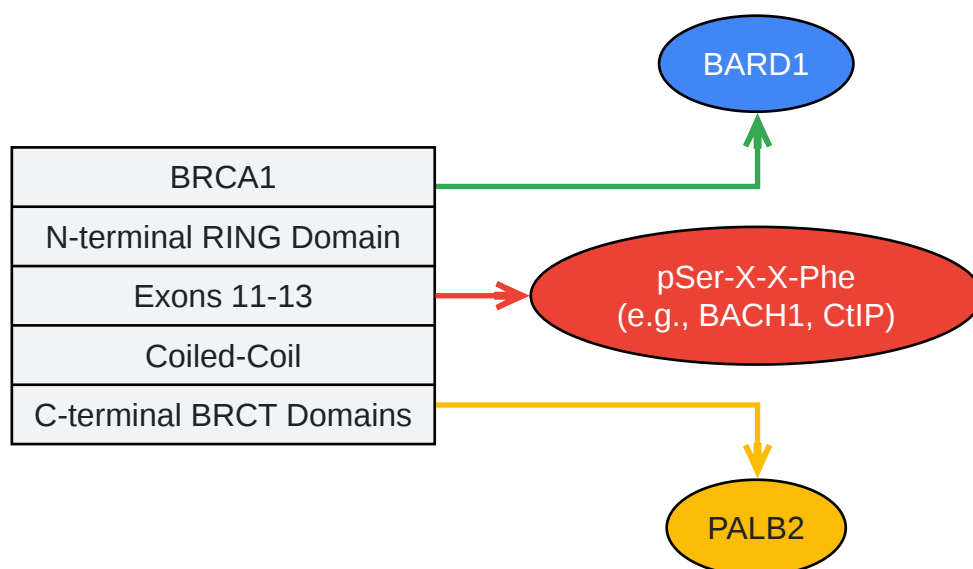 BARD1
BRCA1
N-terminal RING Domain
Exons 11-13
Coiled-Coil
C-terminal BRCT Domains
pSer-X-X-Phe
(e.g., BACH1, CtIP)
PALB2